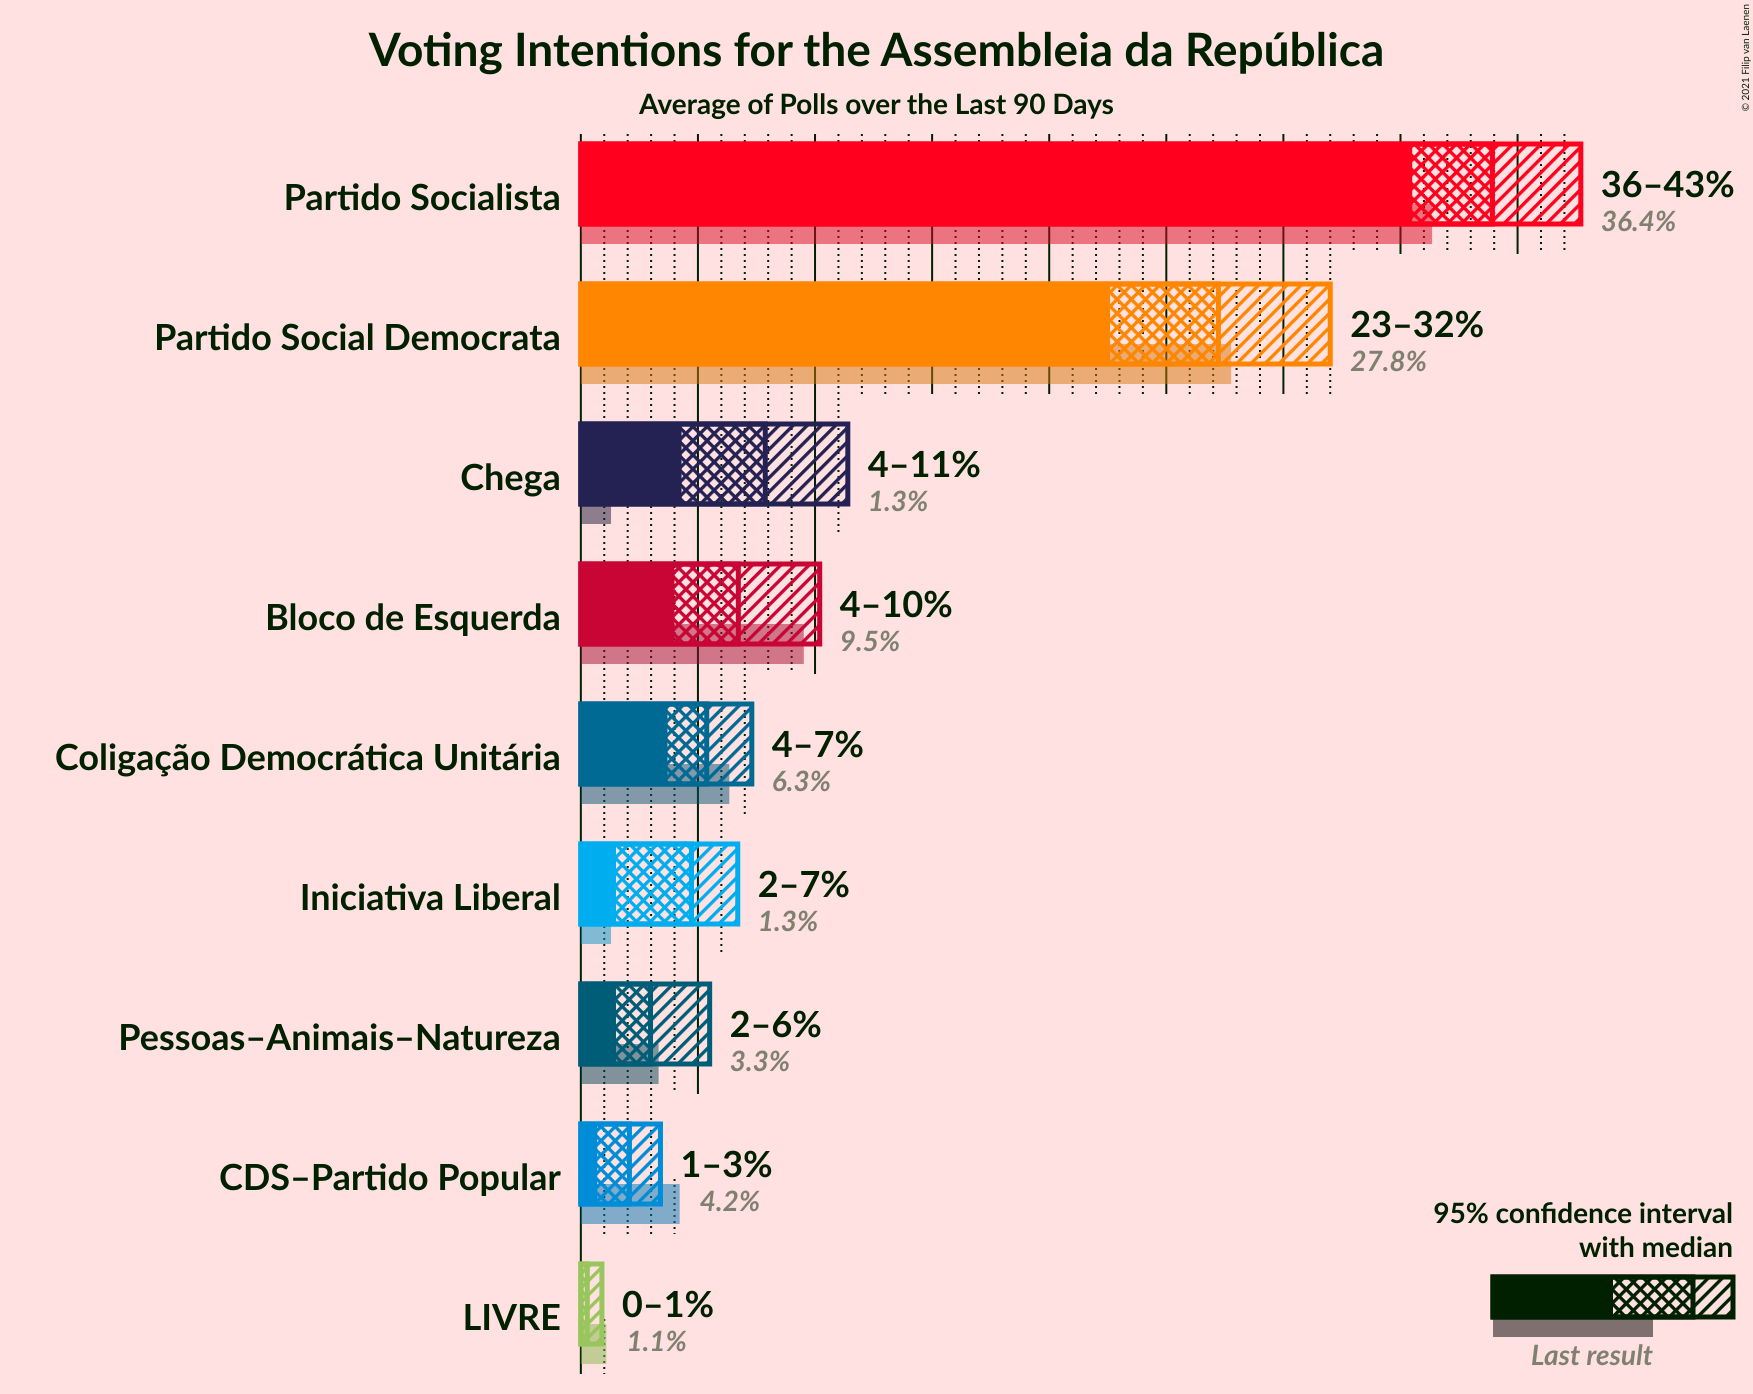 Voting Intentions for the Assembleia da República
Average of Polls over the Last 90 Days
© 2021 Filip van Laenen
Partido Socialista
36–43%
36.4%
Partido Social Democrata
23–32%
27.8%
Chega
4–11%
1.3%
Bloco de Esquerda
4–10%
9.5%
Coligação Democrática Unitária
4–7%
6.3%
Iniciativa Liberal
2–7%
1.3%
Pessoas–Animais–Natureza
2–6%
3.3%
CDS–Partido Popular
1–3%
4.2%
LIVRE
0–1%
1.1%
95% confidence interval
with median
Last result